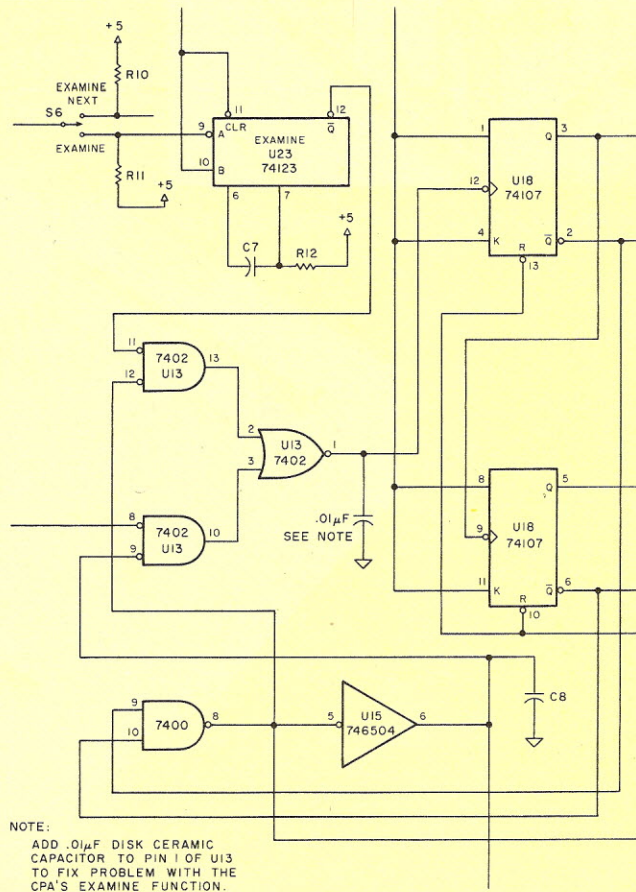 +5
R10
EXAMINE
NEXT
S6
EXAMINE
R11
+5
11
12
CLR
Q̅
9
A
EXAMINE
U23
74123
10
B
6
7
C7
R12
+5
1
Q
3
U18
74107
12
4
K
R
Q̅
2
13
11
7402
U13
13
12
2
U13
7402
1
3
8
7402
U13
10
9
.01µF
SEE NOTE
8
Q
5
U18
74107
9
11
K
R
Q̅
6
10
9
7400
8
10
5
U15
746504
6
C8
NOTE:
ADD .01µF DISK CERAMIC
CAPACITOR TO PIN 1 OF U13
TO FIX PROBLEM WITH THE
CPA'S EXAMINE FUNCTION.